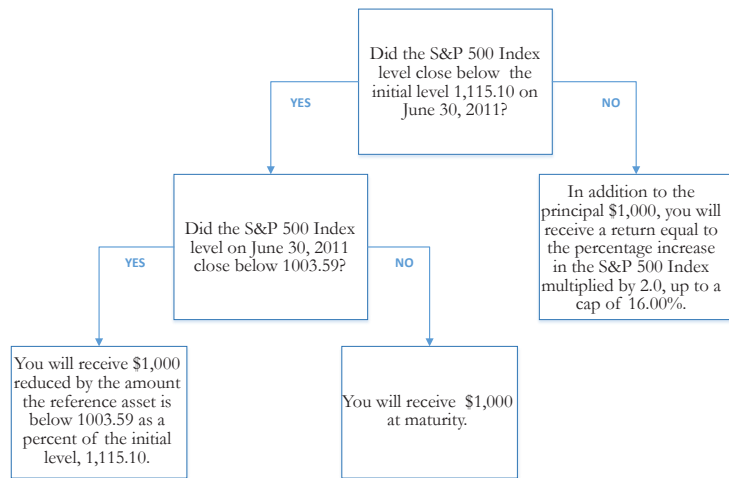 Did the S&P 500 Index
level close below the
initial level 1,115.10 on
June 30, 2011?
YES
NO
Did the S&P 500 Index
level on June 30, 2011
close below 1003.59?
In addition to the
principal $1,000, you will
receive a return equal to
the percentage increase
in the S&P 500 Index
multiplied by 2.0, up to a
cap of 16.00%.
YES
NO
You will receive $1,000
reduced by the amount
the reference asset is
below 1003.59 as a
percent of the initial
level, 1,115.10.
You will receive $1,000
at maturity.